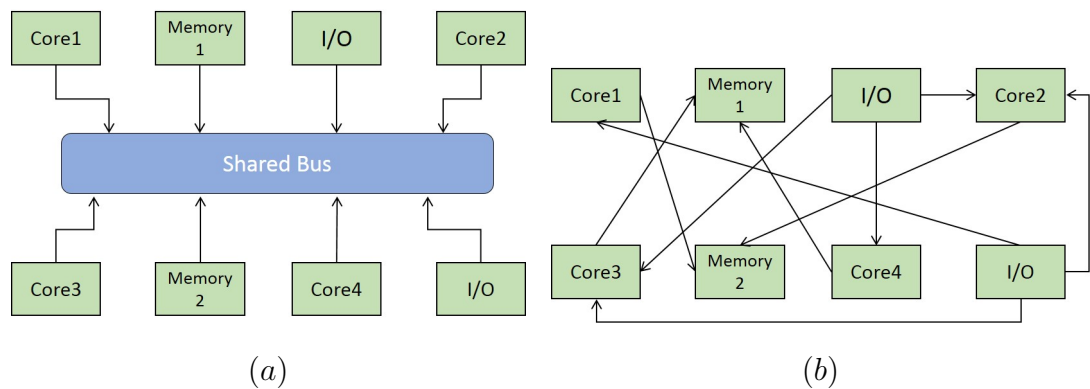 Core1
Memory
1
I/O
Core2
Shared Bus
Core3
Memory
2
Core4
I/O
(a)
Core1
Memory
1
I/O
Core2
Core3
Memory
2
Core4
I/O
(b)